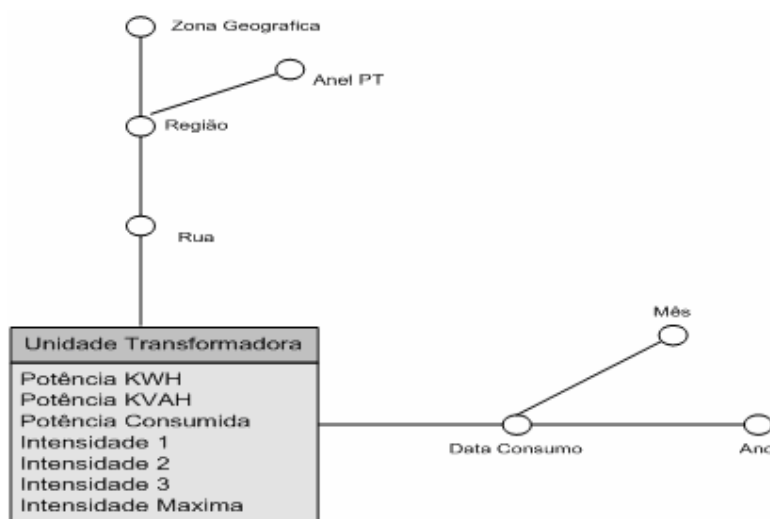 Zona Geografica
Anel PT
Região
Rua
Mês
Unidade Transformadora
Potência KWH
Potência KVAH
Potência Consumida
Intensidade 1
Intensidade 2
Intensidade 3
Intensidade Maxima
Data Consumo
Ano